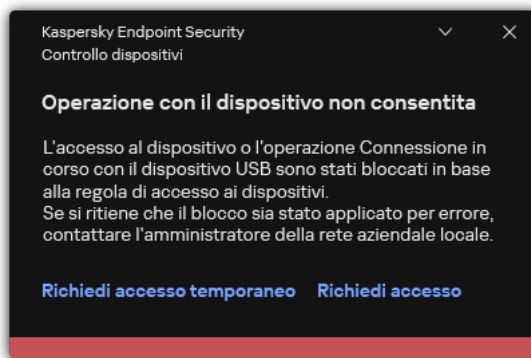 Kaspersky Endpoint Security
Controllo dispositivi
Operazione con il dispositivo non consentita
L'accesso al dispositivo o l'operazione Connessione in
corso con il dispositivo USB sono stati bloccati in base
alla regola di accesso ai dispositivi.
Se si ritiene che il blocco sia stato applicato per errore,
contattare l'amministratore della rete aziendale locale.
Richiedi accesso temporaneo Richiedi accesso